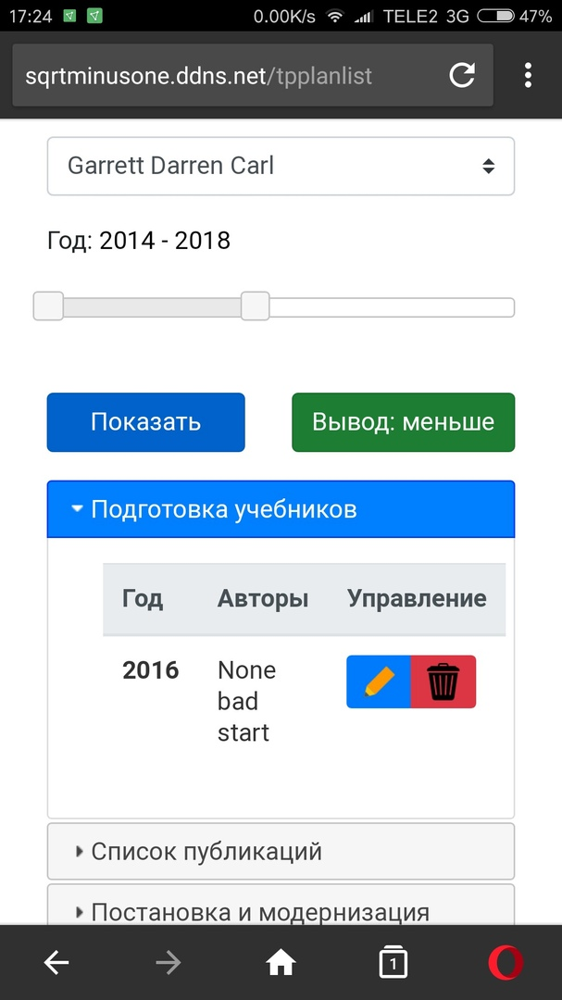 17:24 0.00K/s TELE2 3G 47%
sqrtminusone.ddns.net/tpplanlist
Garrett Darren Carl
Год: 2014 - 2018
Показать Вывод: меньше
Подготовка учебников
Год Авторы Управление
2016 None
bad
start
Список публикаций
Постановка и модернизация
1